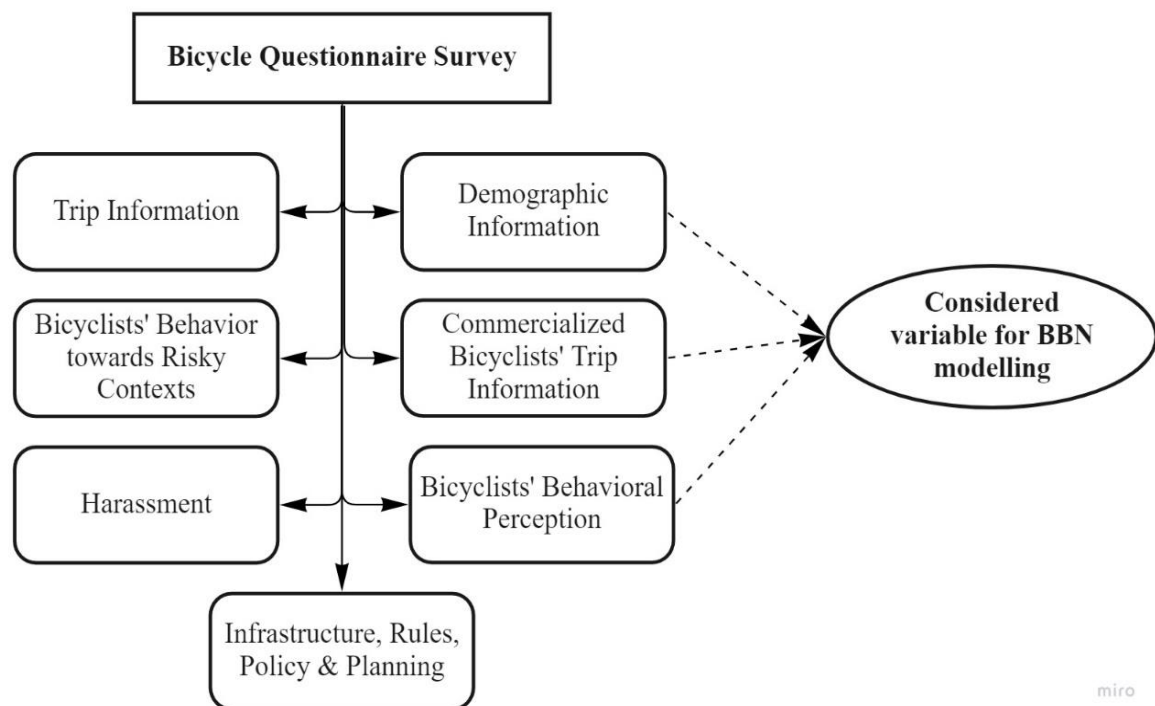 Bicycle Questionnaire Survey
Trip Information
Demographic
Information
Bicyclists' Behavior
towards Risky
Contexts
Commercialized
Bicyclists' Trip
Information
Considered
variable for BBN
modelling
Harassment
Bicyclists' Behavioral
Perception
Infrastructure, Rules,
Policy & Planning
miro